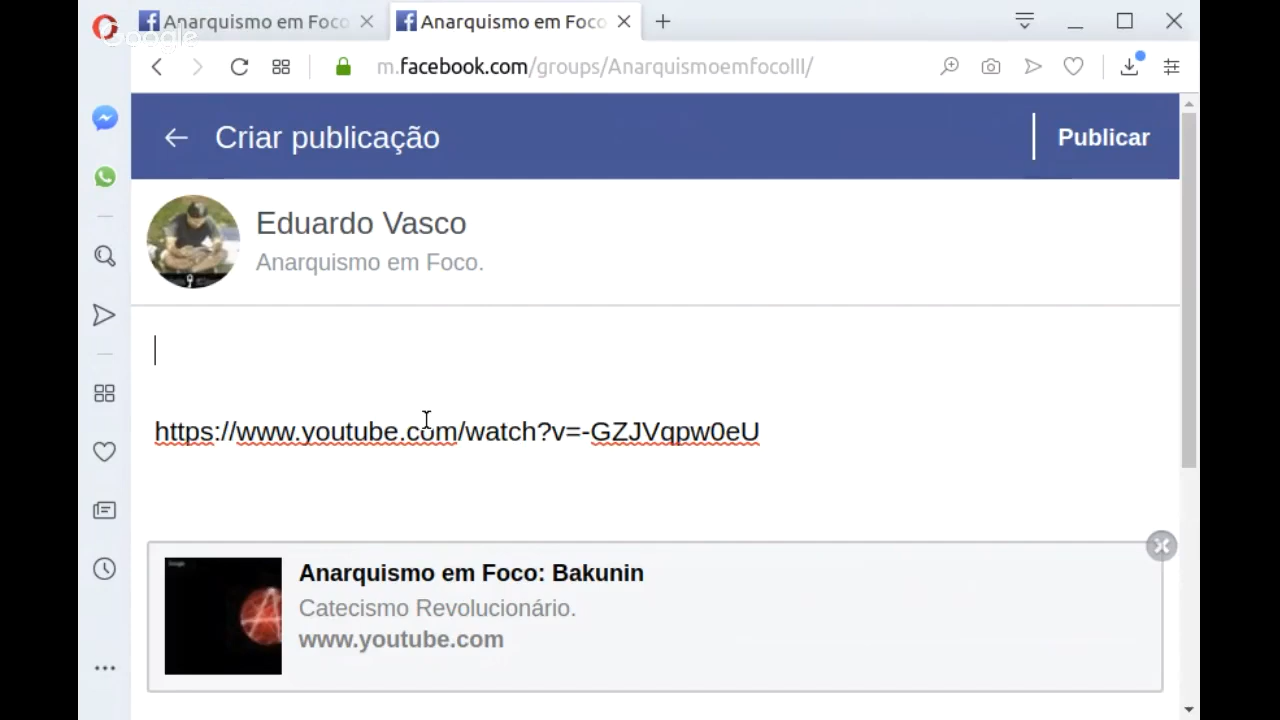 Anarquismo em Foco
Anarquismo em Foco
Google
m.facebook.com/groups/AnarquismoemfocoIII/
Criar publicação
Publicar
Eduardo Vasco
Anarquismo em Foco.
https://www.youtube.com/watch?v=-GZJVqpw0eU
Anarquismo em Foco: Bakunin
Catecismo Revolucionário.
www.youtube.com